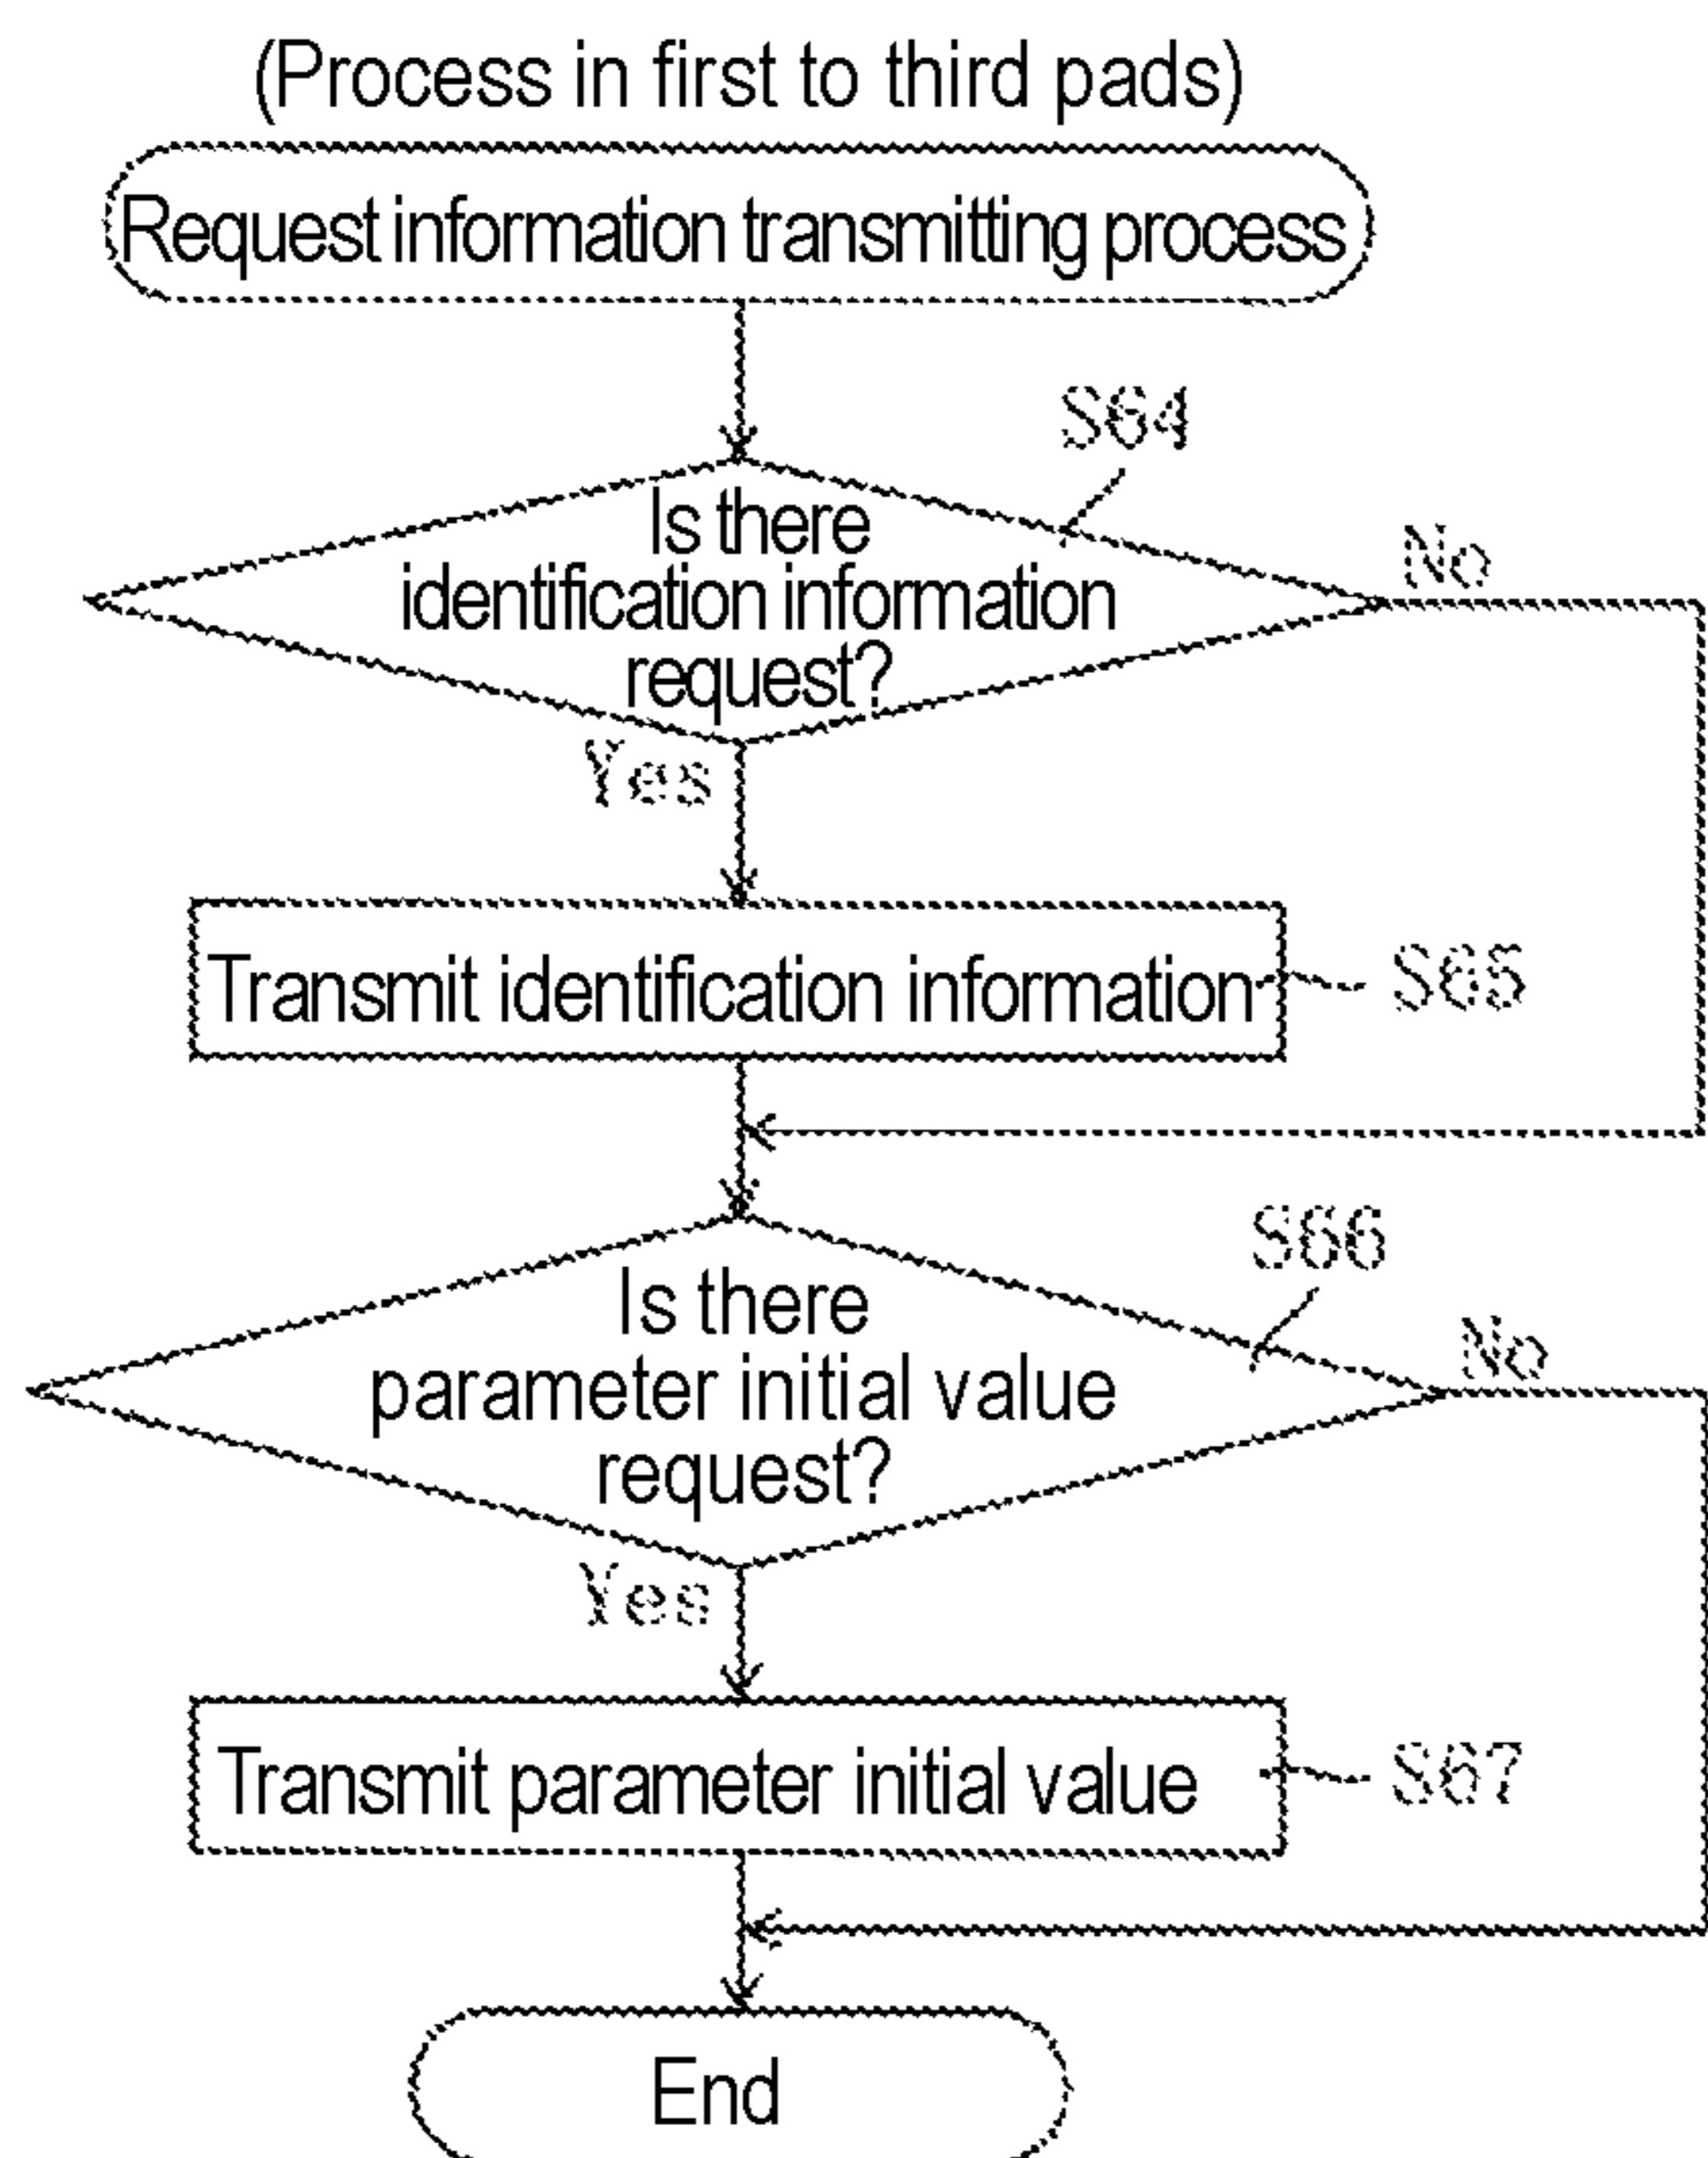 (Process in first to third pads)
Request information transmitting process
S64
Is there
identification information
request?
No
Yes
Transmit identification information
S65
S66
Is there
parameter initial value
request?
No
Yes
Transmit parameter initial value
S67
End